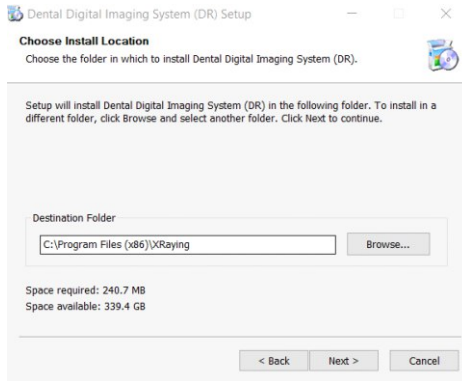 Dental Digital Imaging System (DR) Setup
Choose Install Location
Choose the folder in which to install Dental Digital Imaging System (DR).
Setup will install Dental Digital Imaging System (DR) in the following folder. To install in a
different folder, click Browse and select another folder. Click Next to continue.
Destination Folder
C:\Program Files (x86)\XRaying
Browse...
Space required: 240.7 MB
Space available: 339.4 GB
< Back
Next >
Cancel